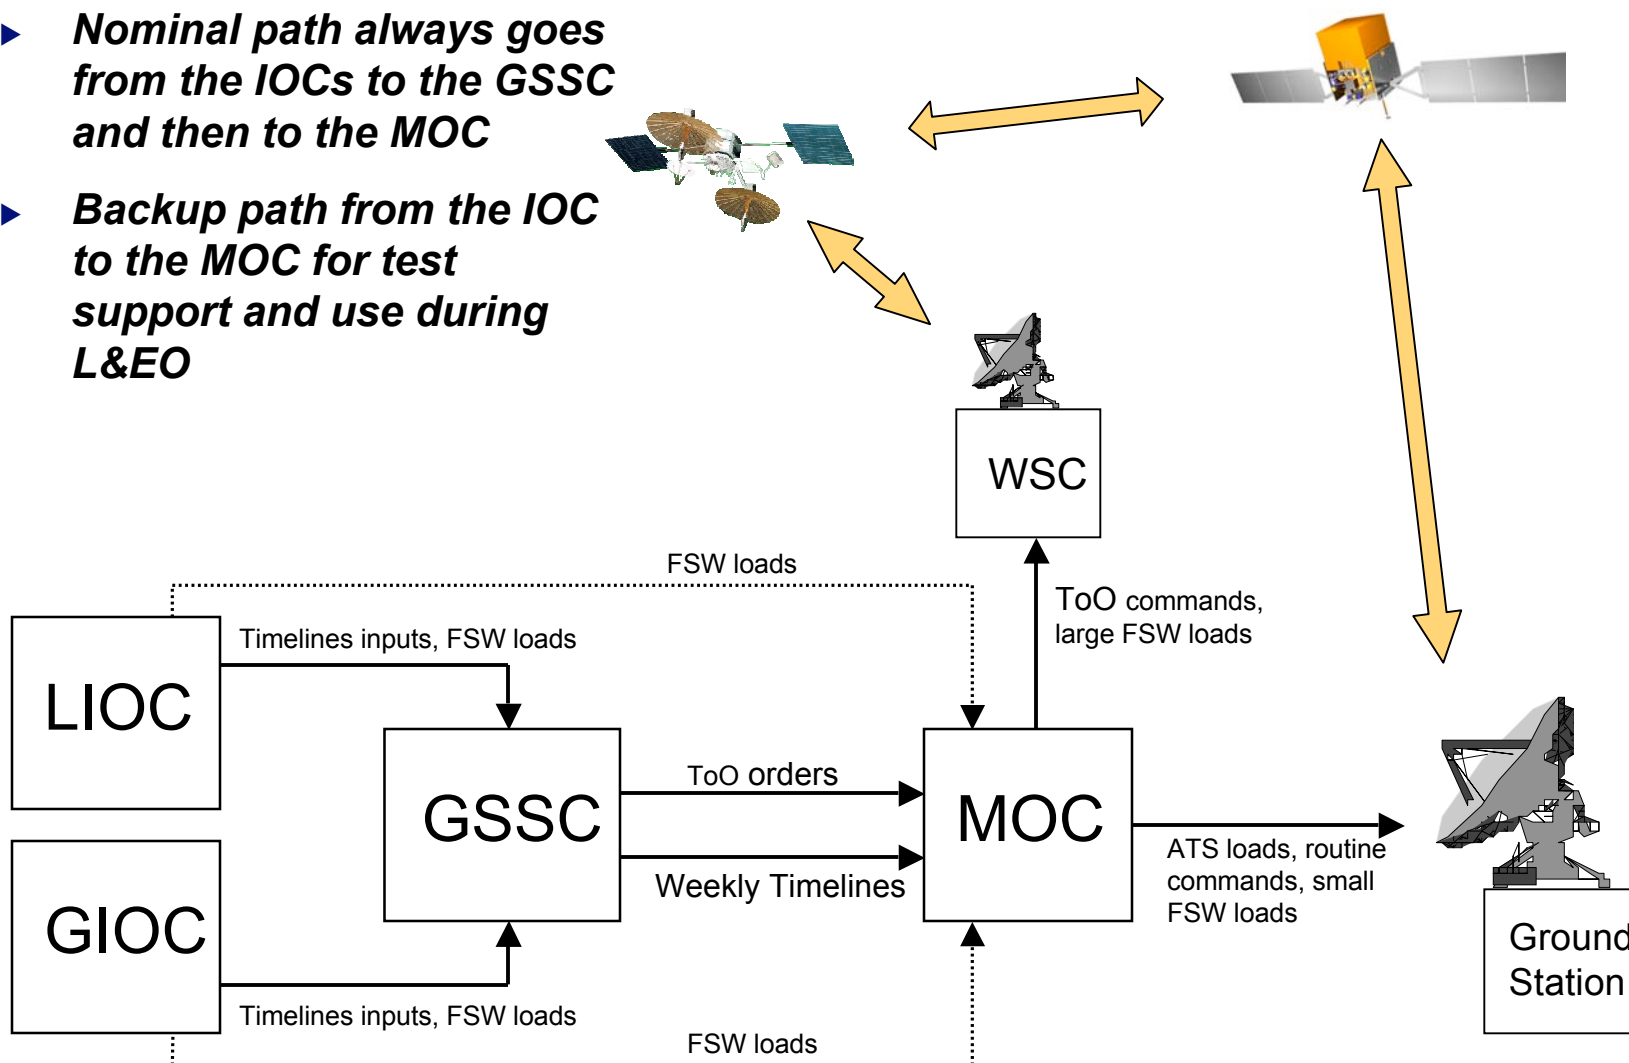 Nominal path always goes
from the IOCs to the GSSC
and then to the MOC
Backup path from the IOC
to the MOC for test
support and use during
L&EO
WSC
FSW loads
ToO commands,
large FSW loads
Timelines inputs, FSW loads
LIOC
GSSC
ToO orders
MOC
Weekly Timelines
ATS loads, routine
commands, small
FSW loads
GIOC
Ground
Station
Timelines inputs, FSW loads
FSW loads